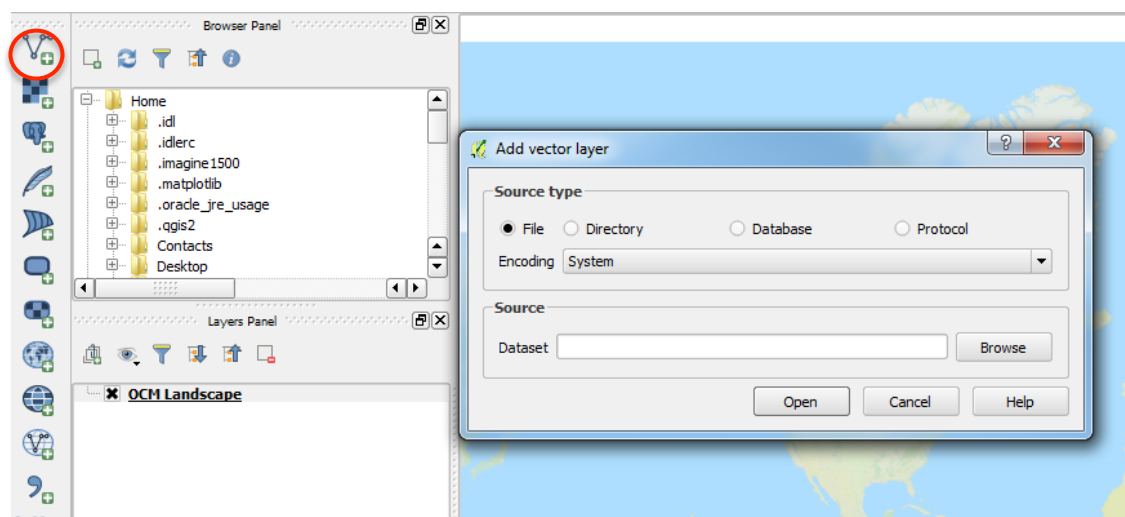 Browser Panel
Home
.idl
.idlerc
.imagine1500
.matplotlib
.oracle_jre_usage
.qgis2
Contacts
Desktop
Layers Panel
OCM Landscape
Add vector layer
Source type
File Directory Database Protocol
Encoding System
Source
Dataset Browse
Open Cancel Help